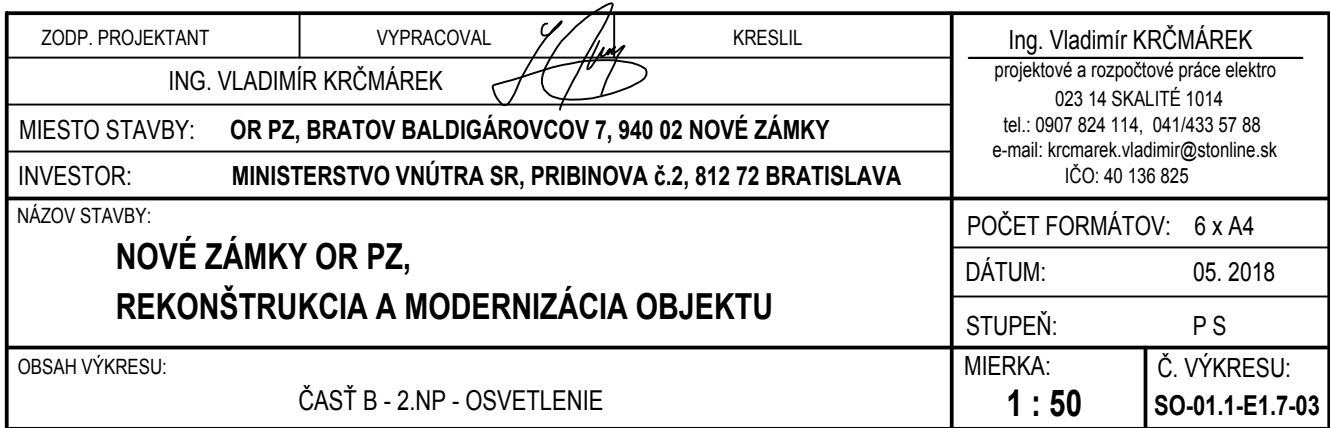 ZODP. PROJEKTANT VYPRACOVAL KRESLIL
ING. VLADIMÍR KRČMÁREK
MIESTO STAVBY: OR PZ, BRATOV BALDIGÁROVCOV 7, 940 02 NOVÉ ZÁMKY
INVESTOR: MINISTERSTVO VNÚTRA SR, PRIBINOVA č.2, 812 72 BRATISLAVA
NÁZOV STAVBY:
NOVÉ ZÁMKY OR PZ,
REKONŠTRUKCIA A MODERNIZÁCIA OBJEKTU
OBSAH VÝKRESU:
ČASŤ B - 2.NP - OSVETLENIE
Ing. Vladimír KRČMÁREK
projektové a rozpočtové práce elektro
023 14 SKALITÉ 1014
tel.: 0907 824 114, 041/433 57 88
e-mail: krcmarek.vladimir@stonline.sk
IČO: 40 136 825
POČET FORMÁTOV: 6 x A4
DÁTUM: 05. 2018
STUPEŇ: P S
MIERKA:
1 : 50
Č. VÝKRESU:
SO-01.1-E1.7-03